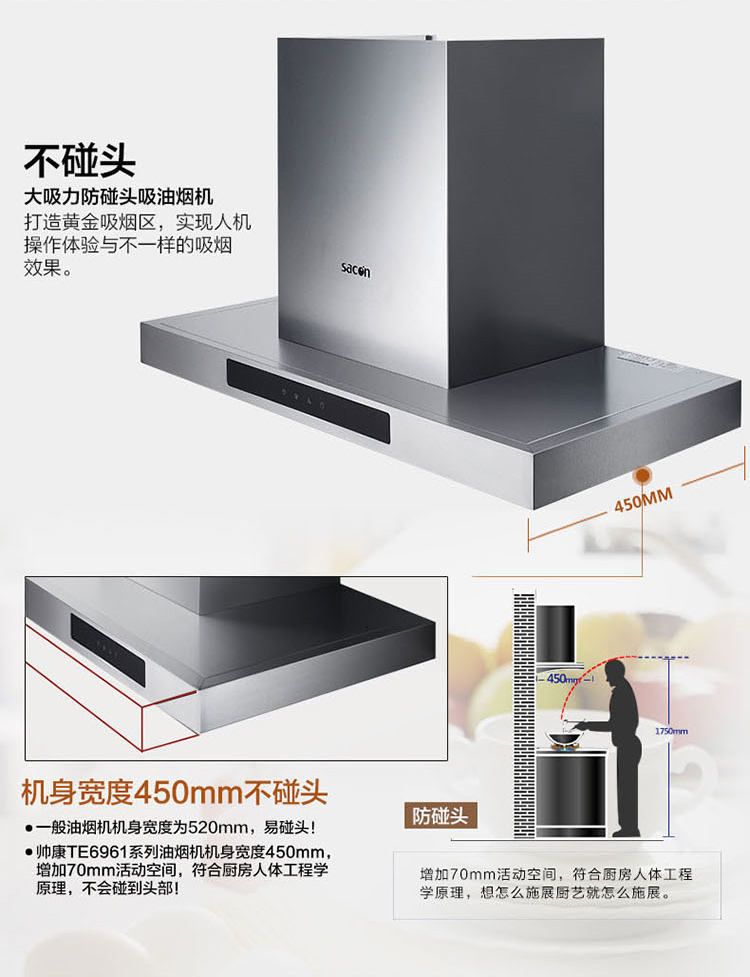 不碰头
大吸力防碰头吸油烟机
打造黄金吸烟区，实现人机
操作体验与不一样的吸烟
效果。
sacon
450MM
450mm
1750mm
机身宽度450mm不碰头
●一般油烟机机身宽度为520mm，易碰头！
●帅康TE6961系列油烟机机身宽度450mm，
增加70mm活动空间，符合厨房人体工程学
原理，不会碰到头部！
防碰头
增加70mm活动空间，符合厨房人体工程
学原理，想怎么施展厨艺就怎么施展。